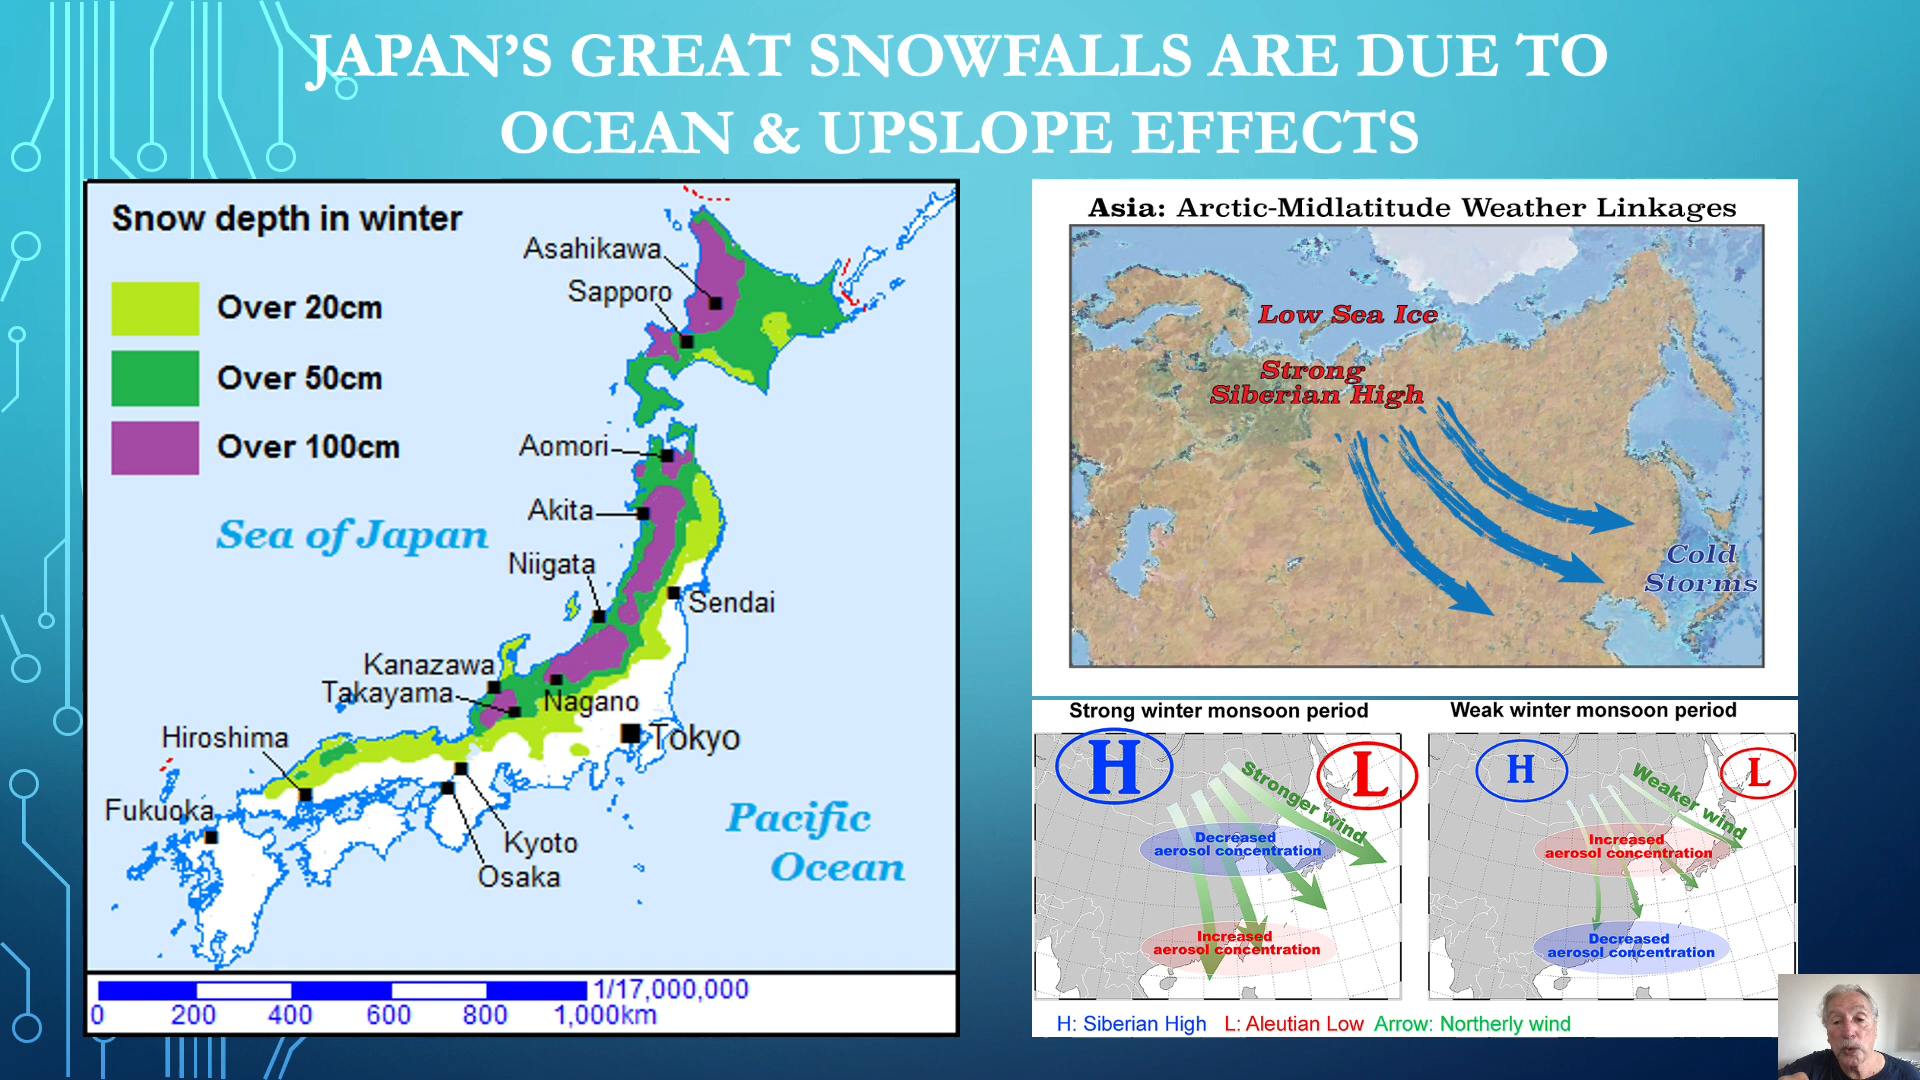 JAPAN'S GREAT SNOWFALLS ARE DUE TO
OCEAN & UPSLOPE EFFECTS
Snow depth in winter
Over 20cm
Over 50cm
Over 100cm
Asahikawa
Sapporo
Aomori
Akita
Sea of Japan
Niigata
Sendai
Kanazawa
Takayama
Nagano
Hiroshima
Tokyo
Fukuoka
Kyoto
Osaka
Pacific
Ocean
1/17,000,000
0 200 400 600 800 1,000km
Asia: Arctic-Midlatitude Weather Linkages
Low Sea Ice
Strong
Siberian High
Cold
Storms
Strong winter monsoon period
H
L
Stronger wind
Decreased
aerosol concentration
Increased
aerosol concentration
Weak winter monsoon period
H
L
Weaker wind
Increased
aerosol concentration
Decreased
aerosol concentration
H: Siberian High L: Aleutian Low Arrow: Northerly wind